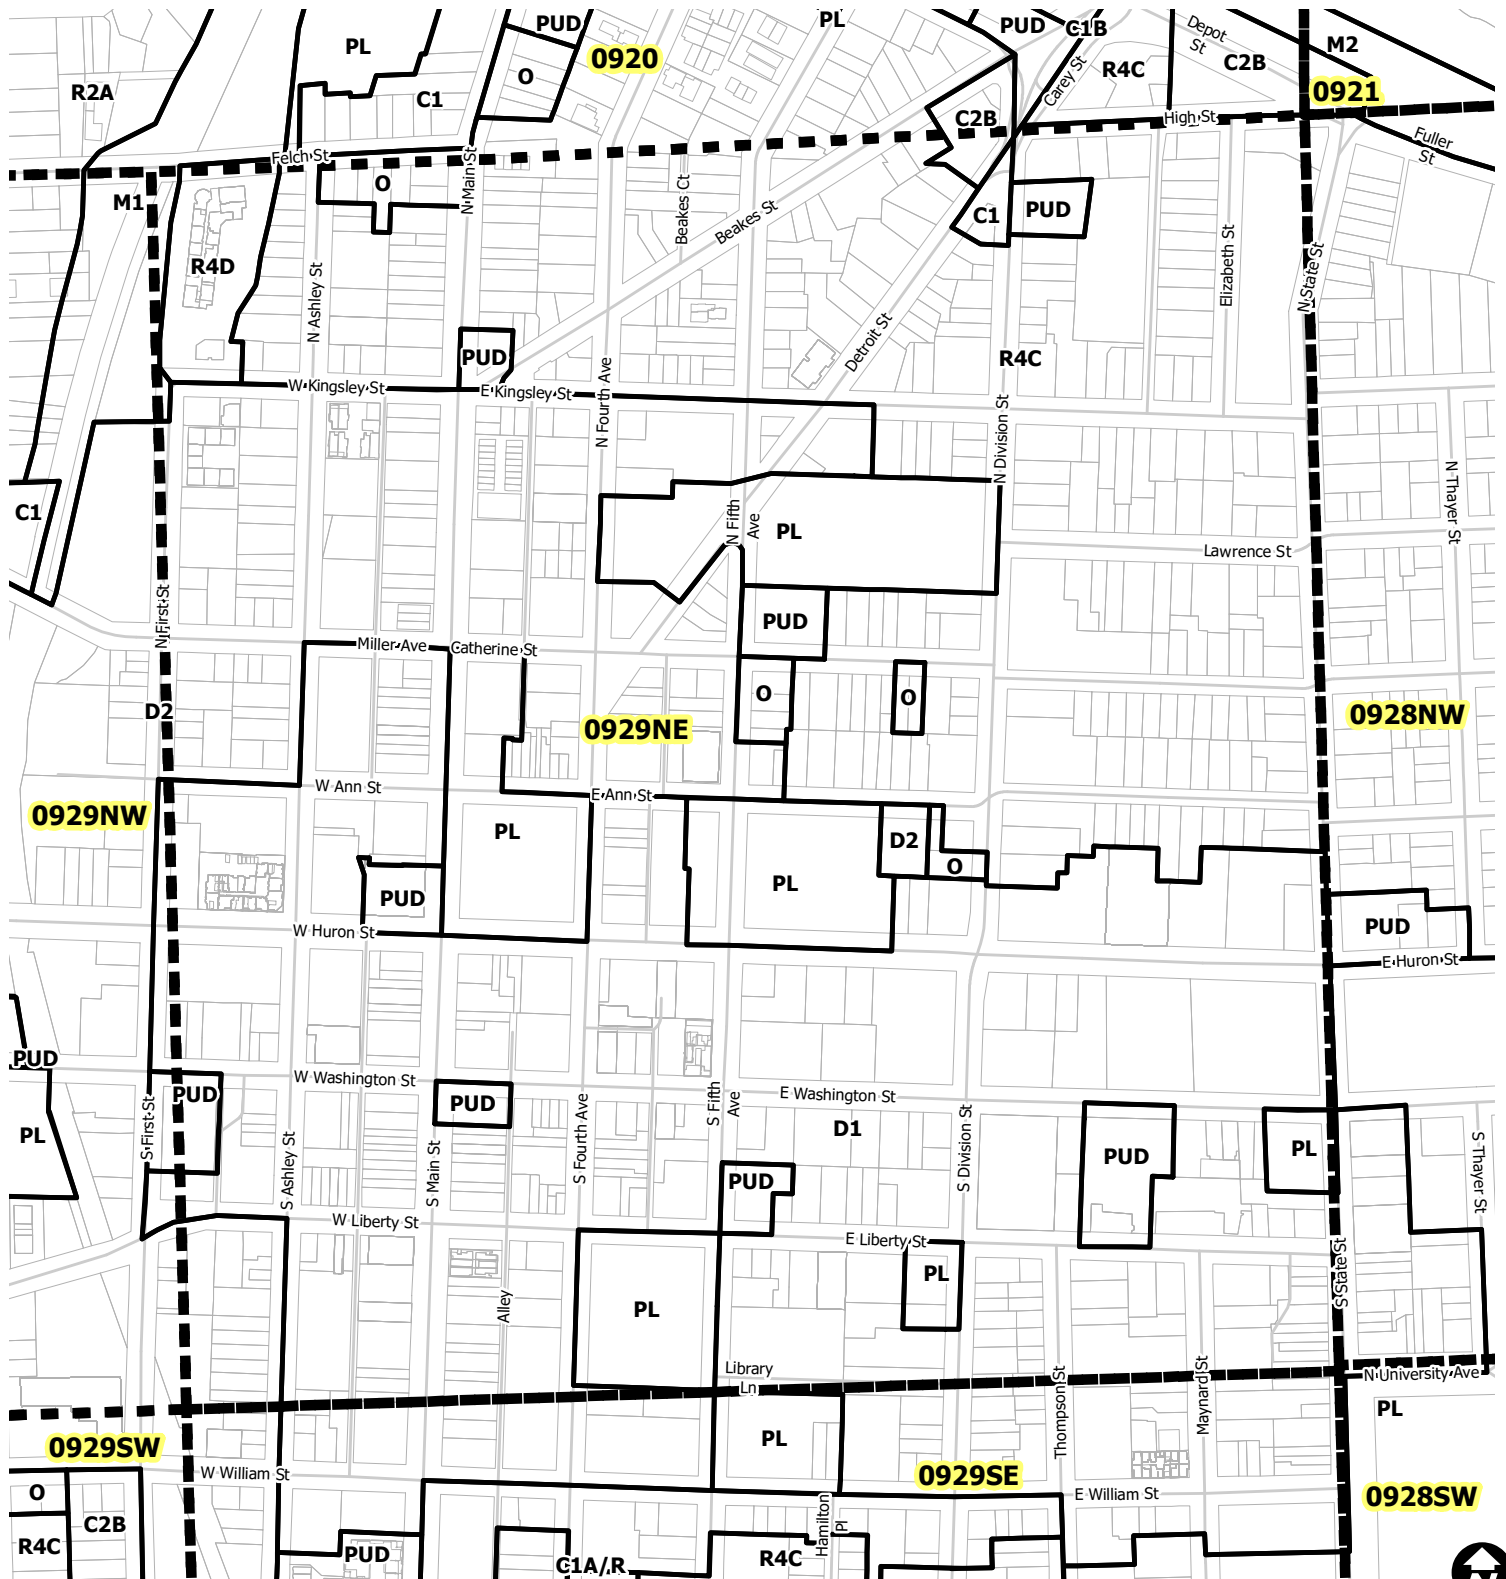 PUD
PL
PUD
C1B
Depot
St
PL
0920
O
R2A
C1
Carey St
R4C
C2B
M2
0921
C2B
High St
Fuller
St
Felch St
O
M1
N Main St
Beakes Ct
Beakes St
C1
PUD
R4D
N Ashley St
Elizabeth St
N State St
PUD
Detroit St
R4C
W Kingsley St
E Kingsley St
N Fourth Ave
N Division St
C1
N Fifth
Ave
PL
Lawrence St
N Thayer St
N First St
PUD
Miller Ave
Catherine St
O
O
D2
0929NE
0928NW
W Ann St
E Ann St
0929NW
PL
D2
O
PL
PUD
PUD
W Huron St
E Huron St
PUD
W Washington St
PUD
PUD
E Washington St
S Fifth
Ave
D1
S First St
PL
S Ashley St
S Main St
S Fourth Ave
S Division St
PUD
PL
S Thayer St
PUD
W Liberty St
E Liberty St
PL
S State St
Alley
PL
Library
Ln
N University Ave
Thompson St
Maynard St
PL
PL
0929SW
0929SE
W William St
E William St
0928SW
O
C2B
R4C
PUD
C1A/R
R4C
Hamilton
Pl